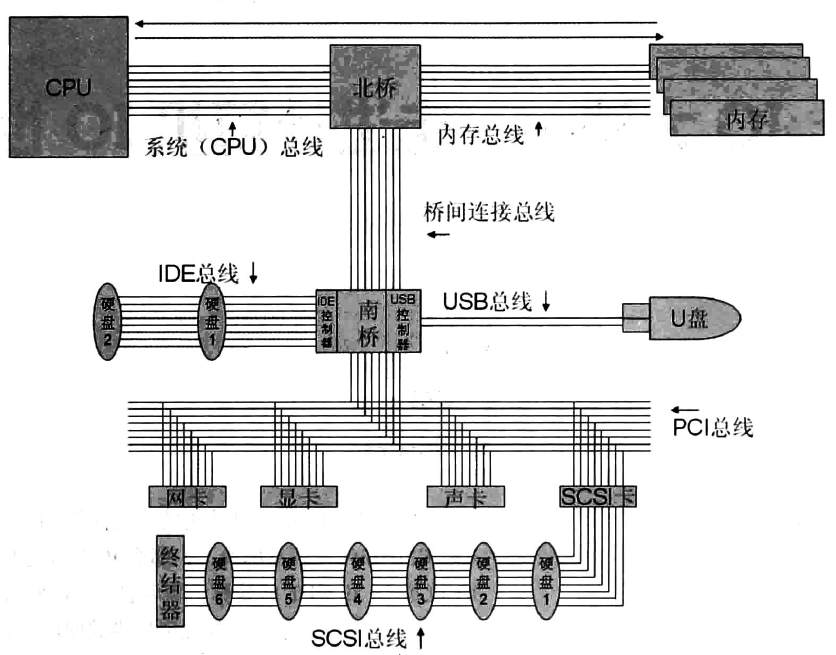 CPU
北桥
内存
系统（CPU）总线
内存总线
桥间连接总线
IDE总线
USB总线
硬盘2
硬盘1
IDE控制器
南桥
USB控制器
U盘
PCI总线
网卡
显卡
声卡
SCSI卡
终结器
硬盘6
硬盘5
硬盘4
硬盘3
硬盘2
硬盘1
SCSI总线